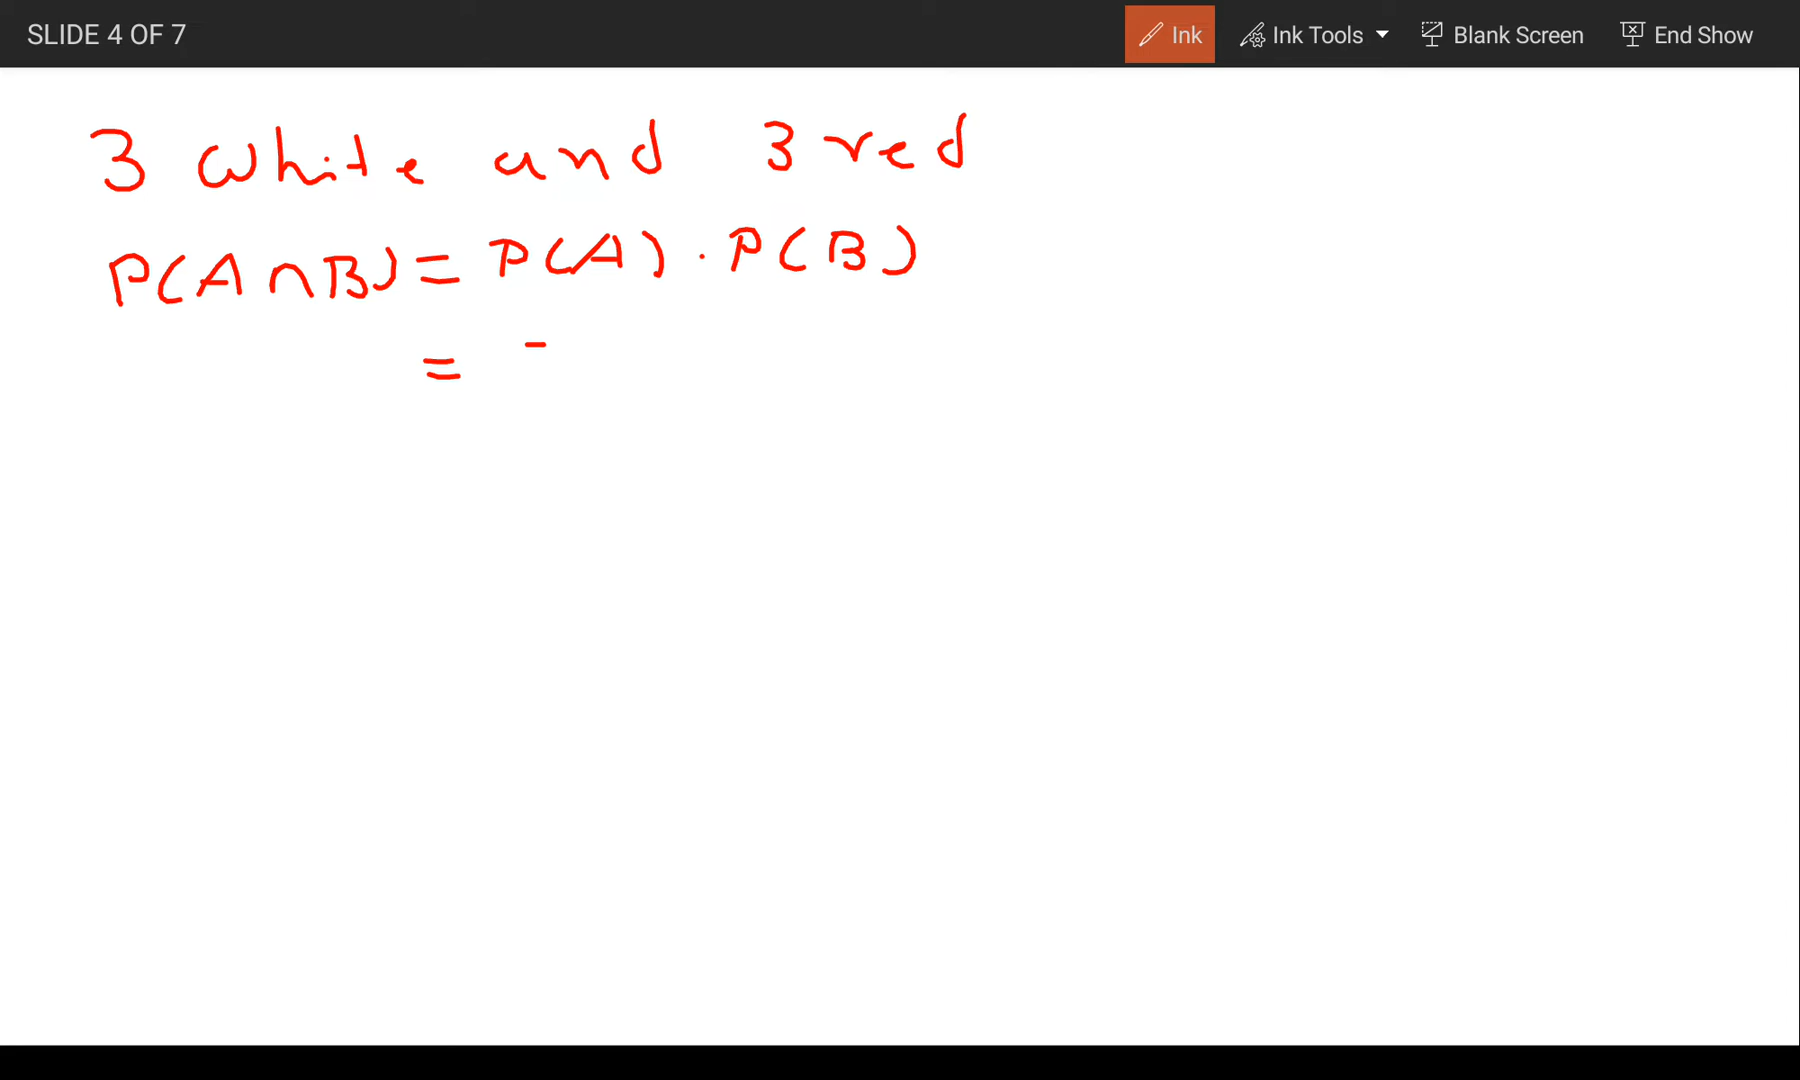 SLIDE 4 OF 7 Ink Ink Tools Blank Screen End Show
3 white and 3 red
P(A∩B) = P(A) . P(B)
= -